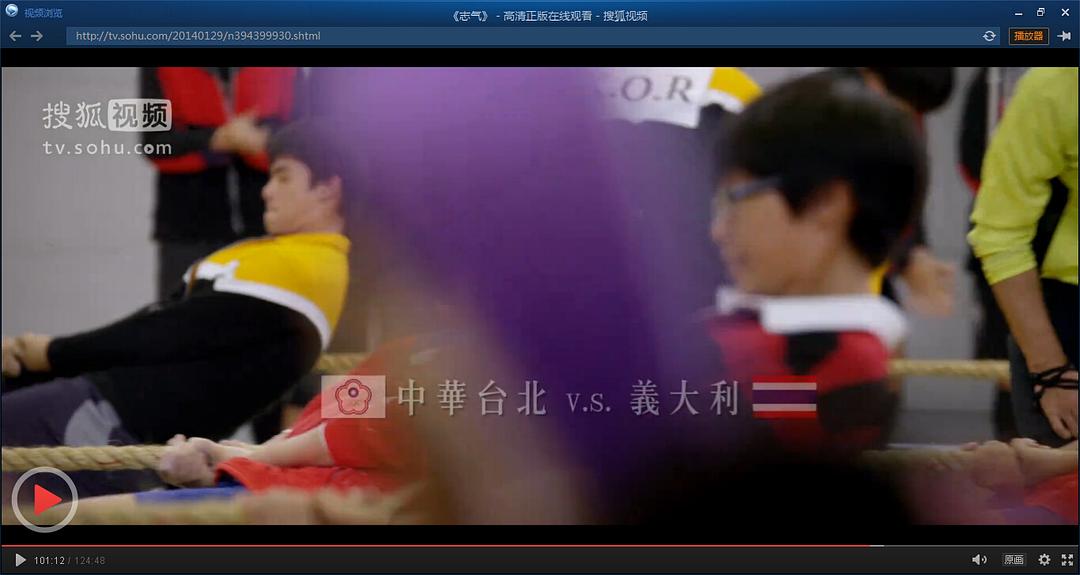 视频浏览
《志气》 - 高清正版在线观看 - 搜狐视频
http://tv.sohu.com/20140129/n394399930.shtml
播放器
搜狐视频
tv.sohu.com
.O.R
中華台北 v.s. 義大利
101:12 / 124:48
原画